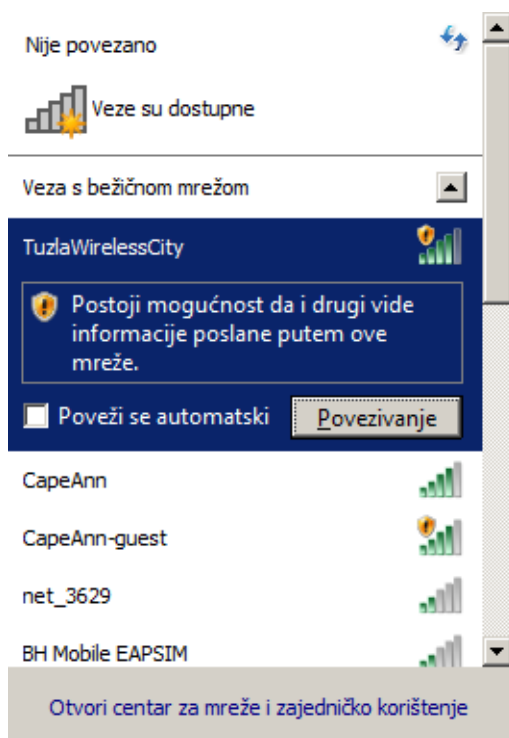 Nije povezano
Veze su dostupne
Veza s bežičnom mrežom
TuzlaWirelessCity
Postoji mogućnost da i drugi vide
informacije poslane putem ove
mreže.
Poveži se automatski
Povezivanje
CapeAnn
CapeAnn-guest
net_3629
BH Mobile EAPSIM
Otvori centar za mreže i zajedničko korištenje